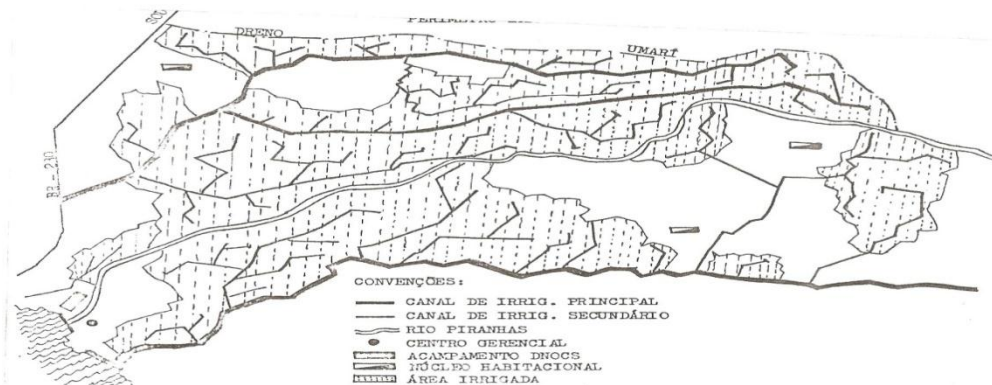 PERÍMETRO
DRENO
UMARÍ
BR - 230
CONVENÇÕES:
CANAL DE IRRIG. PRINCIPAL
CANAL DE IRRIG. SECUNDÁRIO
RIO PIRANHAS
CENTRO GERENCIAL
ACAMPAMENTO DNOCS
NÚCLEO HABITACIONAL
ÁREA IRRIGADA